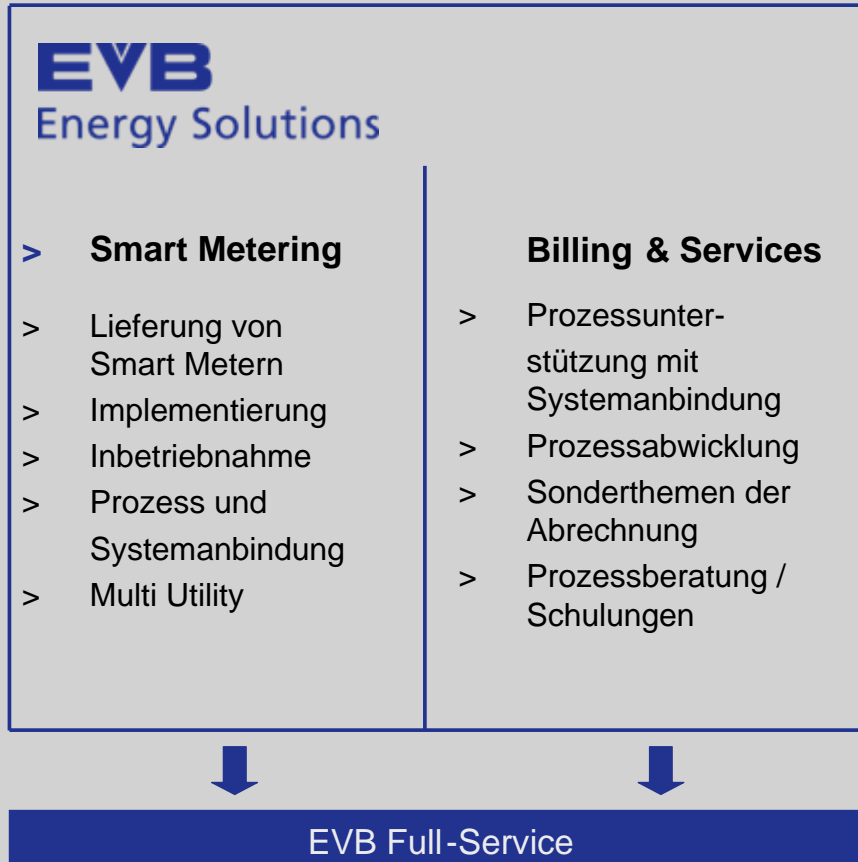 EVB
Energy Solutions
> Smart Metering
> Lieferung von
Smart Metern
> Implementierung
> Inbetriebnahme
> Prozess und
Systemanbindung
> Multi Utility
Billing & Services
> Prozessunter-
stützung mit
Systemanbindung
> Prozessabwicklung
> Sonderthemen der
Abrechnung
> Prozessberatung /
Schulungen
EVB Full-Service